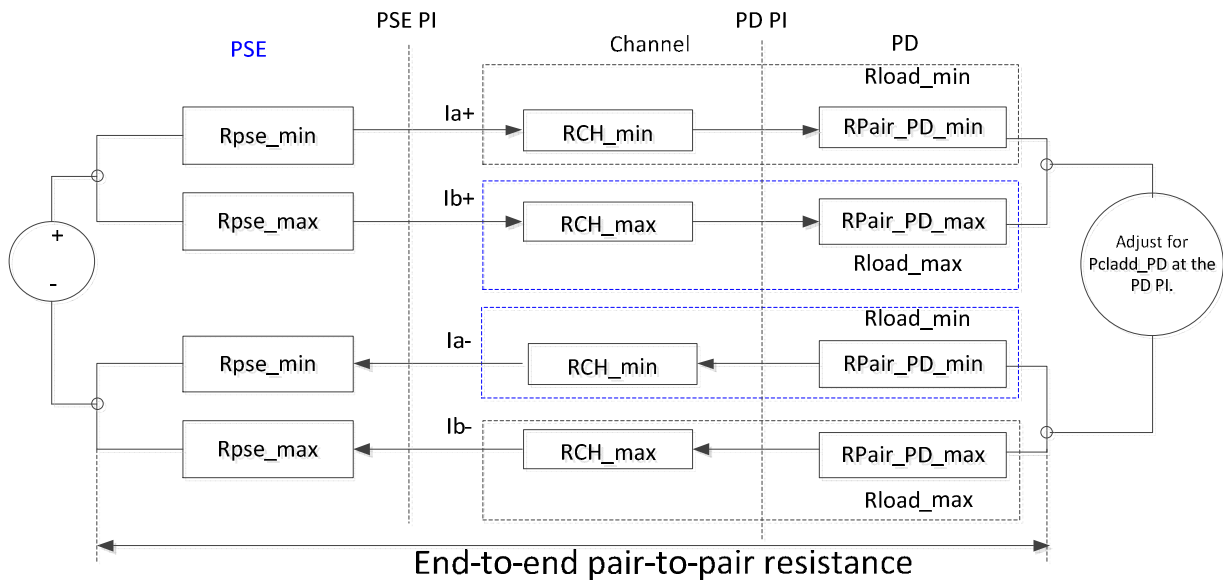 PSE PI
PD PI
PSE
Channel
PD
Rload_min
Ia+
Rpse_min
RCH_min
RPair_PD_min
Ib+
Rpse_max
RCH_max
RPair_PD_max
Rload_max
+
-
Adjust for
Pcladd_PD at the
PD PI.
Rload_min
Ia-
Rpse_min
RCH_min
RPair_PD_min
Ib-
Rpse_max
RCH_max
RPair_PD_max
Rload_max
End-to-end pair-to-pair resistance